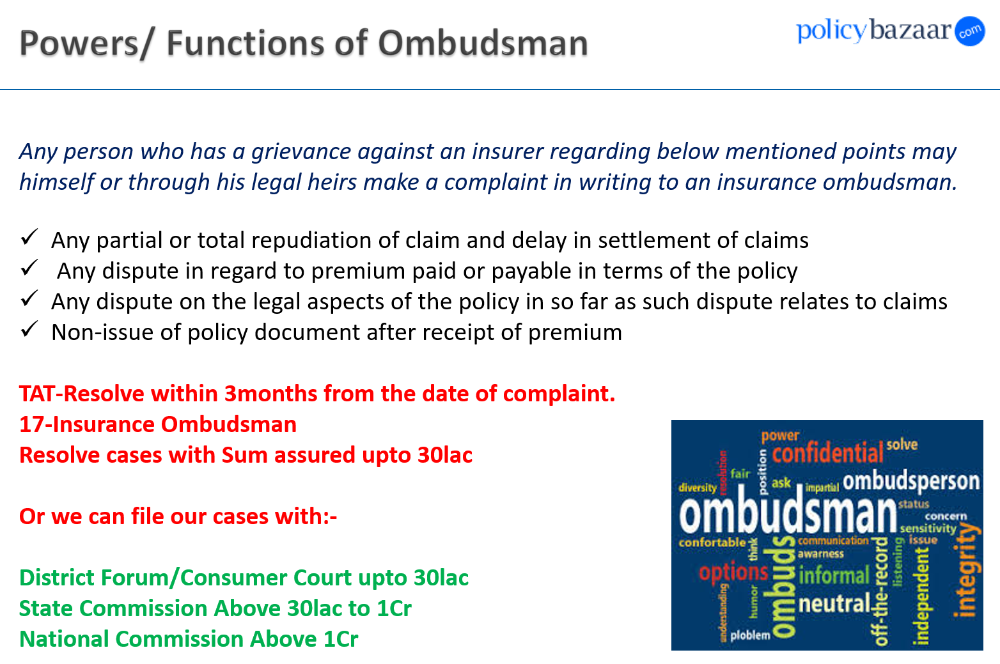 Powers/ Functions of Ombudsman
policybazaar com
Any person who has a grievance against an insurer regarding below mentioned points may
himself or through his legal heirs make a complaint in writing to an insurance ombudsman.
✓ Any partial or total repudiation of claim and delay in settlement of claims
✓ Any dispute in regard to premium paid or payable in terms of the policy
✓ Any dispute on the legal aspects of the policy in so far as such dispute relates to claims
✓ Non-issue of policy document after receipt of premium
TAT-Resolve within 3months from the date of complaint.
17-Insurance Ombudsman
Resolve cases with Sum assured upto 30lac
Or we can file our cases with:-
District Forum/Consumer Court upto 30lac
State Commission Above 30lac to 1Cr
National Commission Above 1Cr
power
confidential
solve
resolution
position
fair
ask
diversity
impartial
ombudsperson
ombudsman
status
concern
sensitivity
confortable
think
ombuds
communication
issue
awarness
integrity
options
informal
off-the-record
listening
independent
understanding
humor
neutral
ploblem